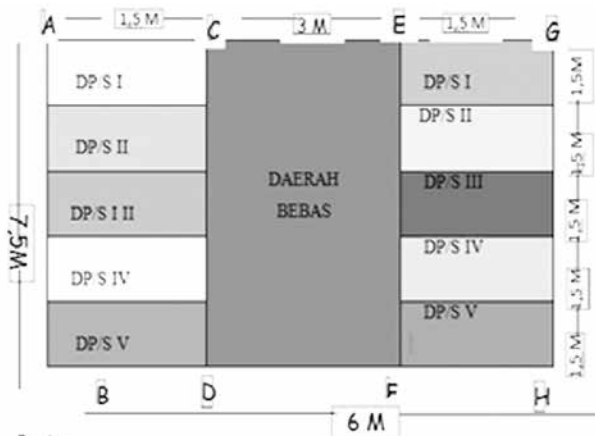 A 1,5 M C 3 M E 1,5 M G
DP/S I
DP/S II
DP/S I II
DP/S IV
DP/S V
DAERAH
BEBAS
DP/S I
DP/S II
DP/S III
DP/S IV
DP/S V
7,5M
1,5M
1,5 M
1,5 M
1,5 M
1,5 M
B D F H
6 M